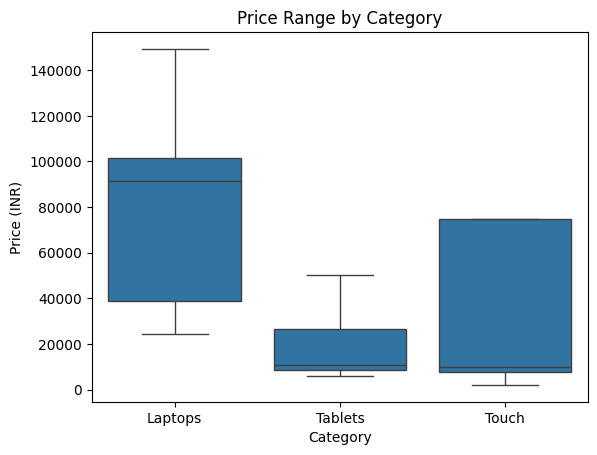 Price Range by Category
Price (INR)
140000
120000
100000
80000
60000
40000
20000
0
Laptops Tablets Touch
Category